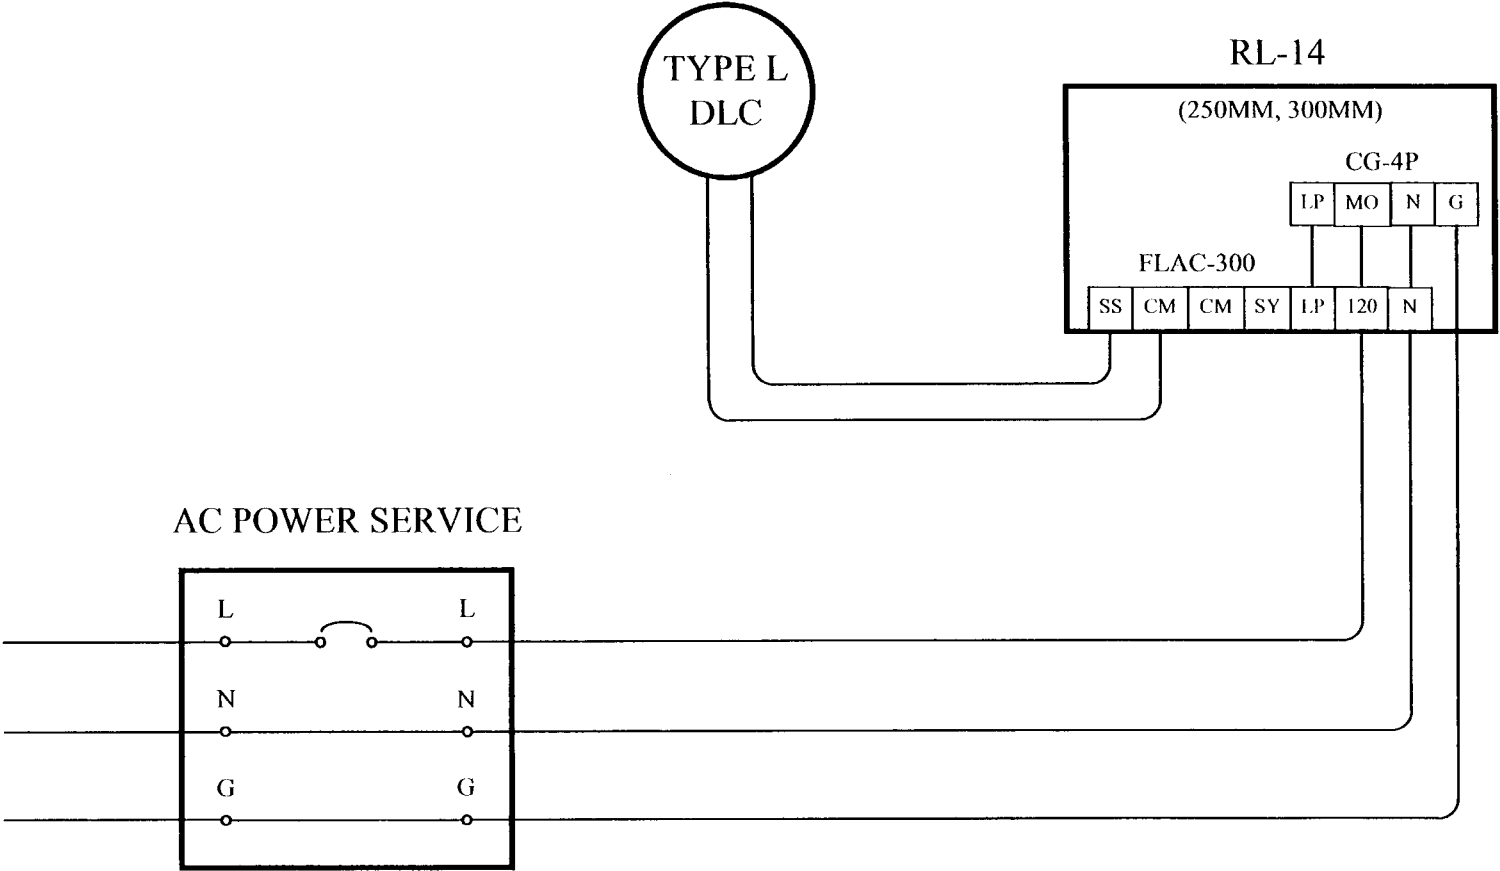 TYPE L
DLC
RL-14
(250MM, 300MM)
CG-4P
LP MO N G
FLAC-300
SS CM CM SY LP 120 N
AC POWER SERVICE
L L
N N
G G